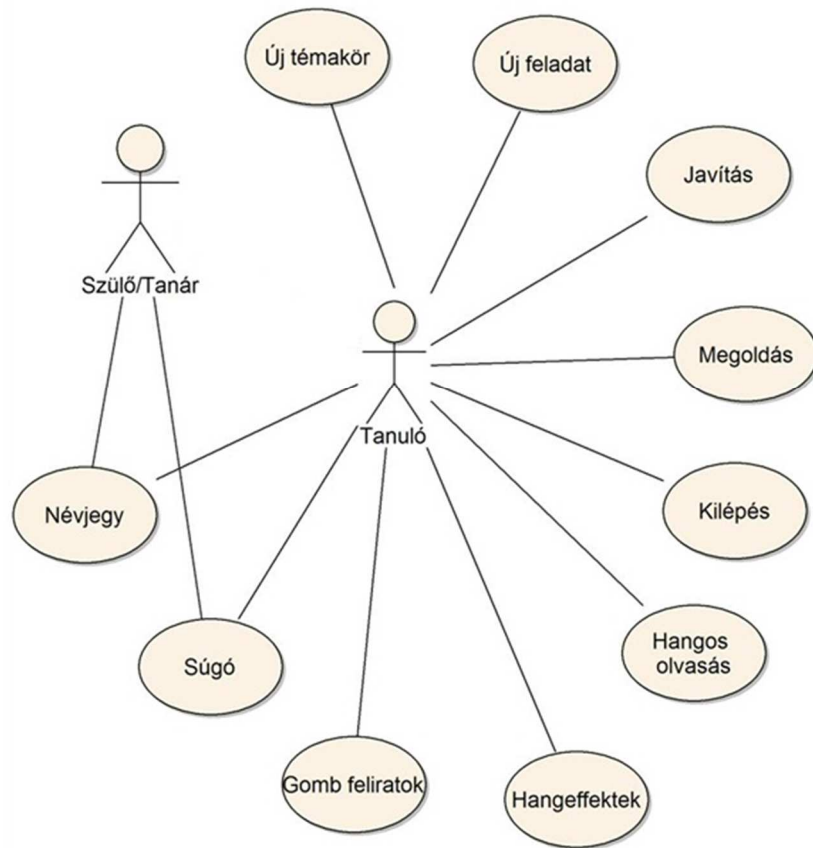 Új témakör
Új feladat
Javítás
Szülő/Tanár
Megoldás
Tanuló
Névjegy
Kilépés
Hangos
olvasás
Súgó
Gomb feliratok
Hangeffektek